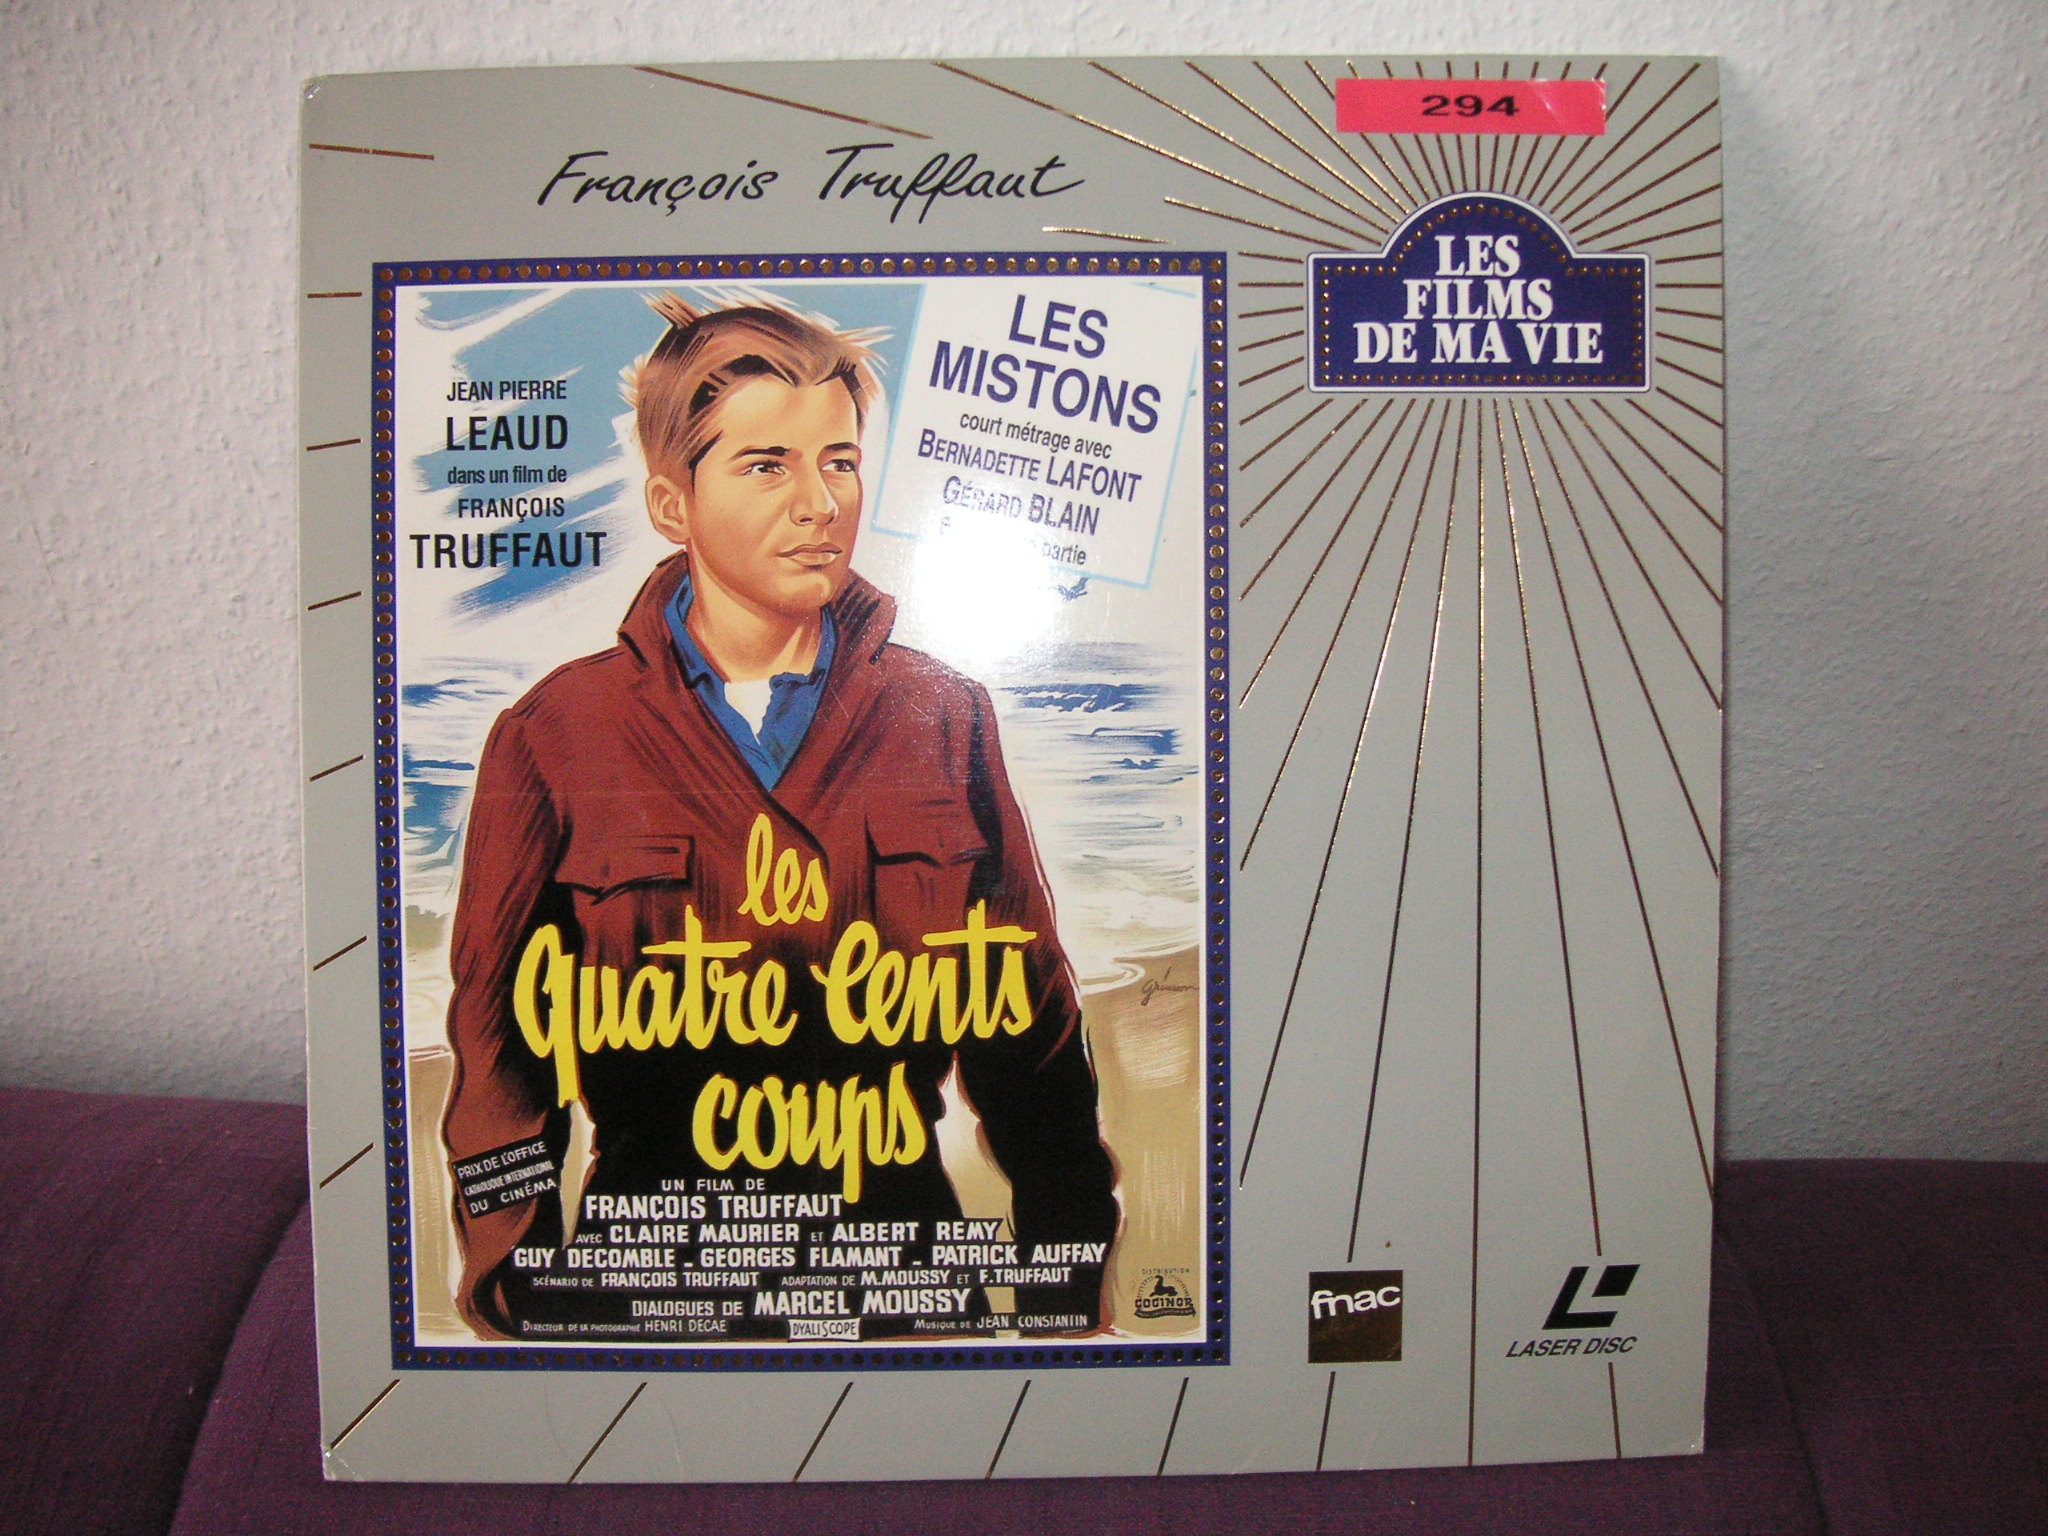 294
François Truffaut
LES
FILMS
DE MA VIE
JEAN PIERRE
LEAUD
dans un film de
FRANÇOIS
TRUFFAUT
LES
MISTONS
court métrage avec
BERNADETTE LAFONT
GÉRARD BLAIN
partie
les
quatre cents
coups
PRIX DE L'OFFICE
CATHOLIQUE INTERNATIONAL
DU CINÉMA
UN FILM DE
FRANÇOIS TRUFFAUT
AVEC CLAIRE MAURIER ET ALBERT REMY
GUY DECOMBLE - GEORGES FLAMANT - PATRICK AUFFAY
SCÉNARIO DE FRANÇOIS TRUFFAUT ADAPTATION DE M. MOUSSY ET F. TRUFFAUT
DIALOGUES DE MARCEL MOUSSY
DIRECTEUR DE LA PHOTOGRAPHIE HENRI DECAE
DYALISCOPE
MUSIQUE DE JEAN CONSTANTIN
DISTRIBUTION
COCINOR
fnac
LASER DISC